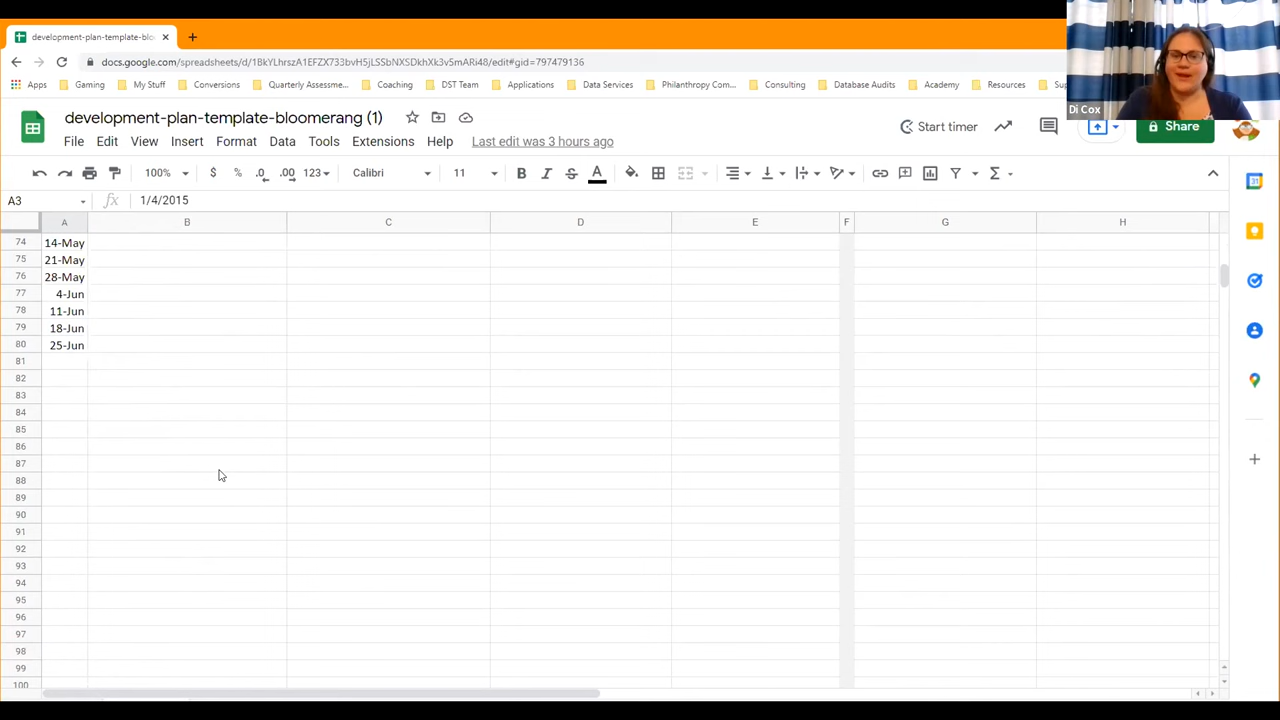 development-plan-template-bloo
docs.google.com/spreadsheets/d/
Apps Gaming My Stuff Conversions Quarterly Assessme... Coaching DST Team Applications Data Services Philanthropy Com... Consulting Database Audits Academy Resources Su
Di Cox
development-plan-template-bloomerang (1)
Start timer
Share
File Edit View Insert Format Data Tools Extensions Help Last edit was 3 hours ago
100% $ % .0 .00 123 Calibri 11 B I S A
A3 fx 1/4/2015
A B C D E F G H
74 14-May
75 21-May
76 28-May
77 4-Jun
78 11-Jun
79 18-Jun
80 25-Jun
81
82
83
84
85
86
87
88
89
90
91
92
93
94
95
96
97
98
99
100